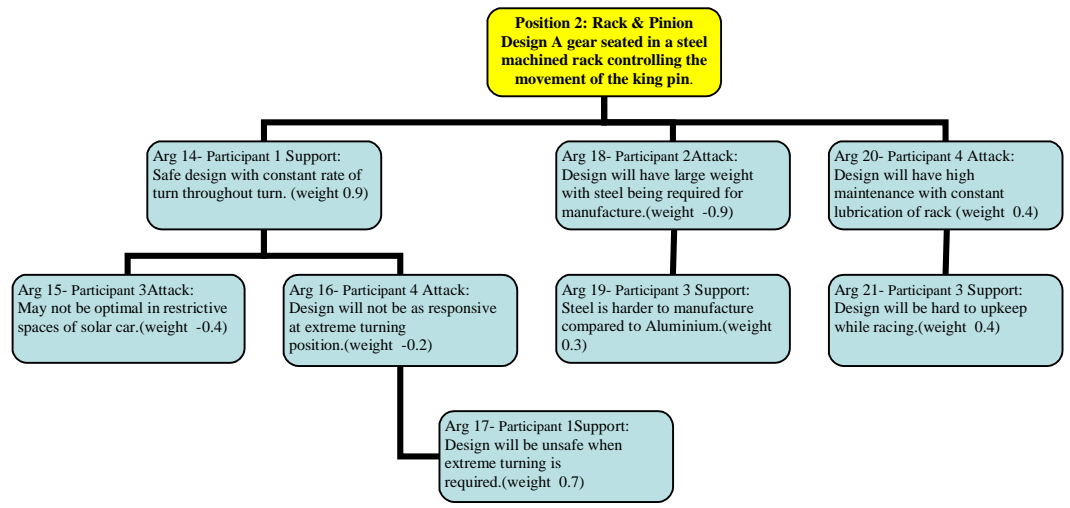 Position 2: Rack & Pinion
Design A gear seated in a steel
machined rack controlling the
movement of the king pin.
Arg 14- Participant 1 Support:
Safe design with constant rate of
turn throughout turn. (weight 0.9)
Arg 18- Participant 2Attack:
Design will have large weight
with steel being required for
manufacture.(weight -0.9)
Arg 20- Participant 4 Attack:
Design will have high
maintenance with constant
lubrication of rack (weight 0.4)
Arg 15- Participant 3Attack:
May not be optimal in restrictive
spaces of solar car.(weight -0.4)
Arg 16- Participant 4 Attack:
Design will not be as responsive
at extreme turning
position.(weight -0.2)
Arg 19- Participant 3 Support:
Steel is harder to manufacture
compared to Aluminium.(weight
0.3)
Arg 21- Participant 3 Support:
Design will be hard to upkeep
while racing.(weight 0.4)
Arg 17- Participant 1Support:
Design will be unsafe when
extreme turning is
required.(weight 0.7)